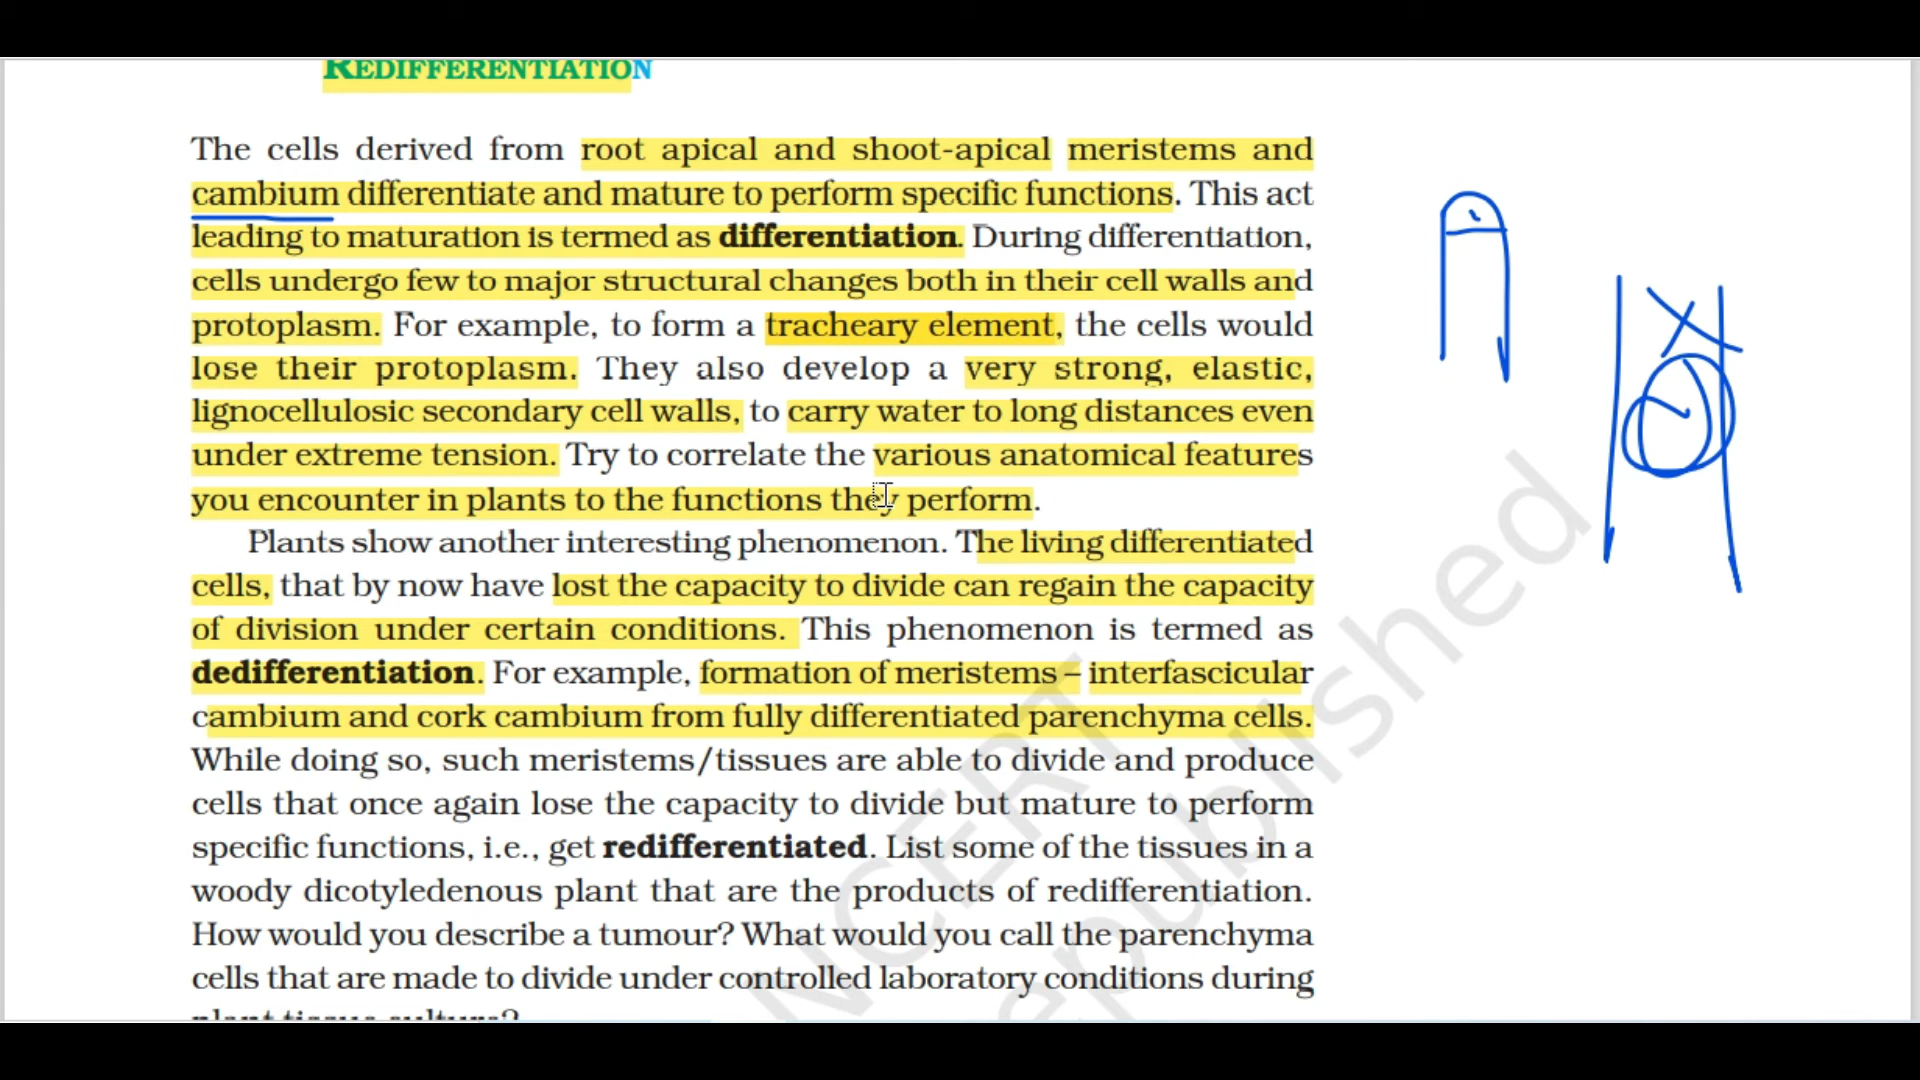 REDIFFERENTIATION
The cells derived from root apical and shoot-apical meristems and
cambium differentiate and mature to perform specific functions. This act
leading to maturation is termed as differentiation. During differentiation,
cells undergo few to major structural changes both in their cell walls and
protoplasm. For example, to form a tracheary element, the cells would
lose their protoplasm. They also develop a very strong, elastic,
lignocellulosic secondary cell walls, to carry water to long distances even
under extreme tension. Try to correlate the various anatomical features
you encounter in plants to the functions they perform.
Plants show another interesting phenomenon. The living differentiated
cells, that by now have lost the capacity to divide can regain the capacity
of division under certain conditions. This phenomenon is termed as
dedifferentiation. For example, formation of meristems – interfascicular
cambium and cork cambium from fully differentiated parenchyma cells.
While doing so, such meristems/tissues are able to divide and produce
cells that once again lose the capacity to divide but mature to perform
specific functions, i.e., get redifferentiated. List some of the tissues in a
woody dicotyledenous plant that are the products of redifferentiation.
How would you describe a tumour? What would you call the parenchyma
cells that are made to divide under controlled laboratory conditions during
plant tissue culture?
NCERT
republished